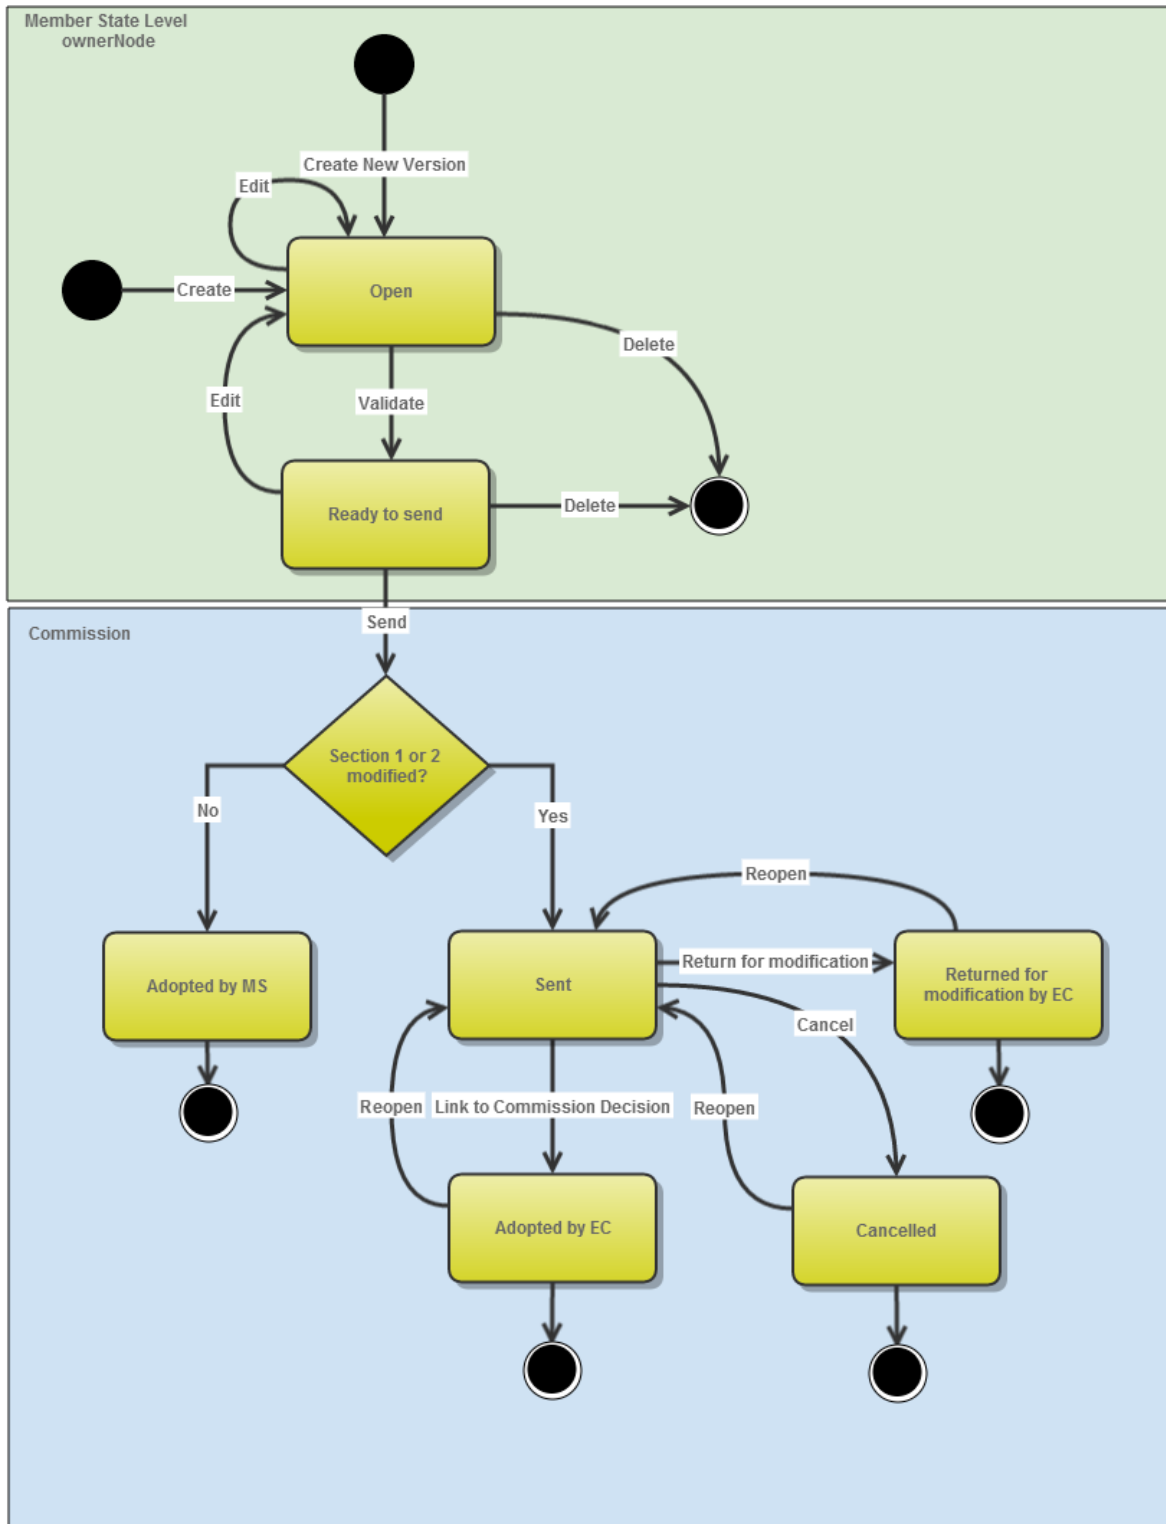 Member State Level
ownerNode
Create New Version
Edit
Create
Open
Delete
Edit
Validate
Ready to send
Delete
Send
Commission
Section 1 or 2
modified?
No
Yes
Reopen
Adopted by MS
Sent
Return for modification
Returned for
modification by EC
Cancel
Reopen
Link to Commission Decision
Reopen
Adopted by EC
Cancelled